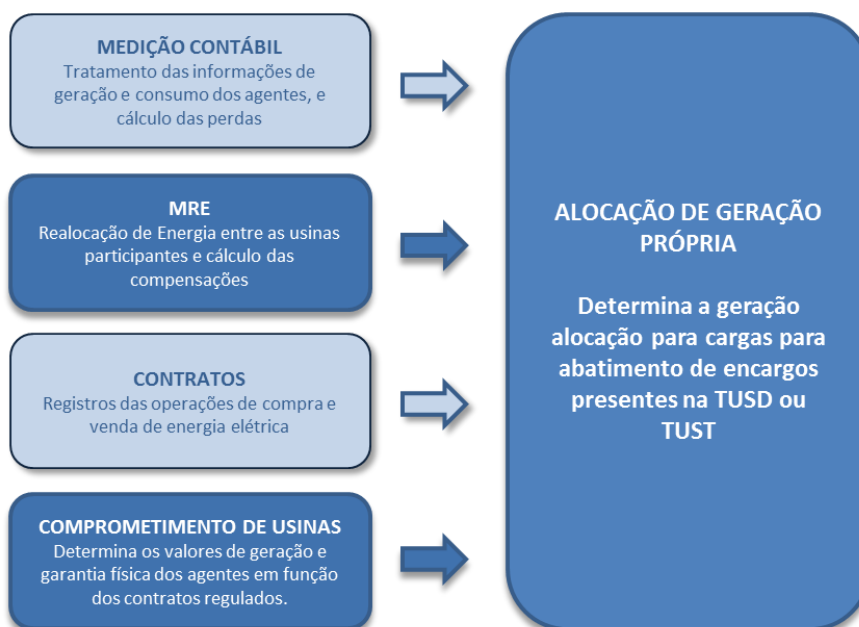 MEDIÇÃO CONTÁBIL
Tratamento das informações de
geração e consumo dos agentes, e
cálculo das perdas
MRE
Realocação de Energia entre as usinas
participantes e cálculo das
compensações
CONTRATOS
Registros das operações de compra e
venda de energia elétrica
COMPROMETIMENTO DE USINAS
Determina os valores de geração e
garantia física dos agentes em função
dos contratos regulados.
ALOCAÇÃO DE GERAÇÃO
PRÓPRIA
Determina a geração
alocação para cargas para
abatimento de encargos
presentes na TUSD ou
TUST